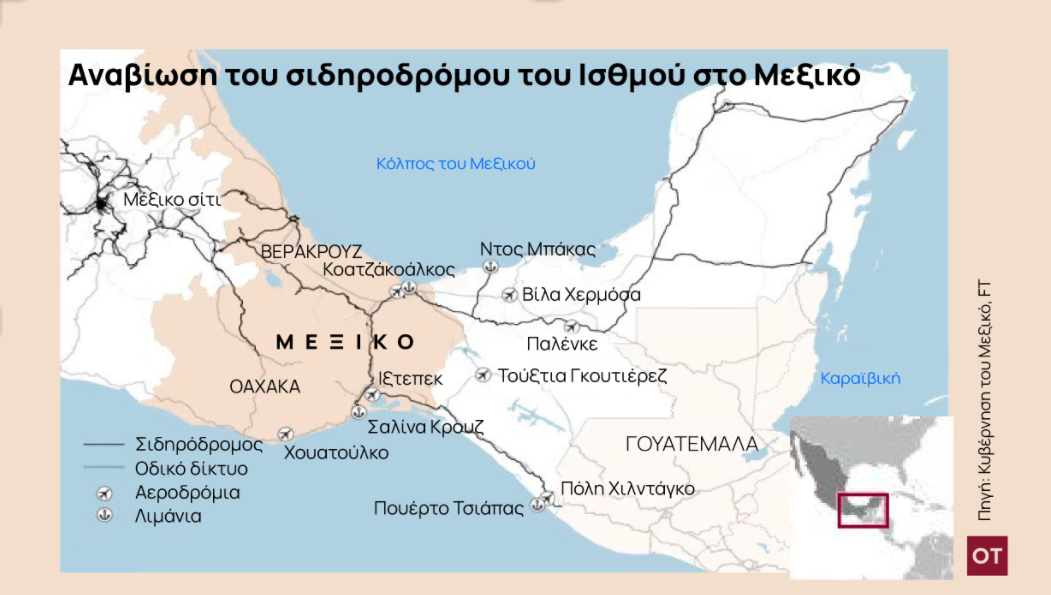 Αναβίωση του σιδηροδρόμου του Ισθμού στο Μεξικό
Κόλπος του Μεξικού
Μέξικο σίτι
ΒΕΡΑΚΡΟΥΖ
Ντος Μπάκας
Κοατζάκοάλκος
Βίλα Χερμόσα
ΜΕΞΙΚΟ
Παλένκε
ΟΑΧΑΚΑ
Ιξτεπεκ
Τούξτια Γκουτιέρεζ
Καραϊβική
Σαλίνα Κρουζ
Χουατούλκο
ΓΟΥΑΤΕΜΑΛΑ
Σιδηρόδρομος
Οδικό δίκτυο
Αεροδρόμια
Λιμάνια
Πόλη Χιλντάγκο
Πουέρτο Τσιάπας
Πηγή: Κυβέρνηση του Μεξικό, FT
ΟΤ